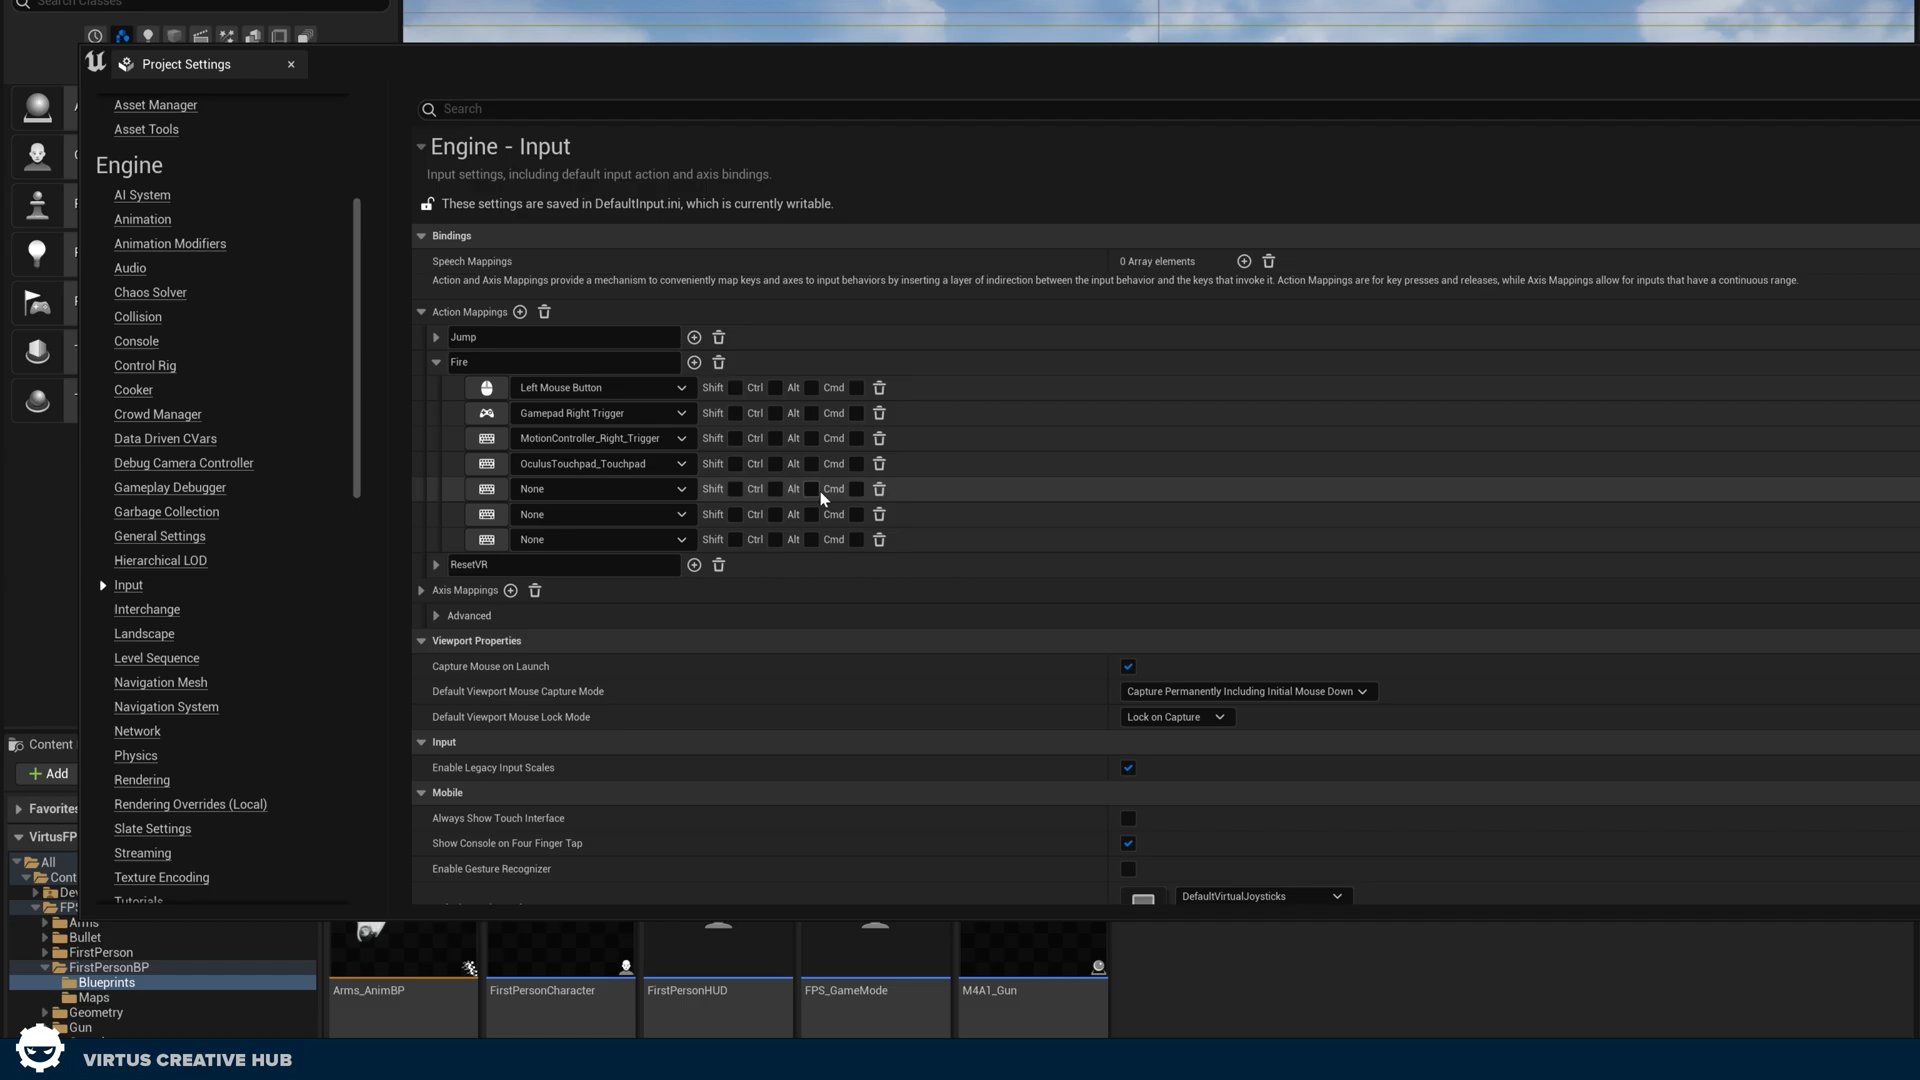 Search Classes
Project Settings
Asset Manager
Asset Tools
Engine
AI System
Animation
Animation Modifiers
Audio
Chaos Solver
Collision
Console
Control Rig
Cooker
Crowd Manager
Data Driven CVars
Debug Camera Controller
Gameplay Debugger
Garbage Collection
General Settings
Hierarchical LOD
Input
Interchange
Landscape
Level Sequence
Navigation Mesh
Navigation System
Network
Physics
Rendering
Rendering Overrides (Local)
Slate Settings
Streaming
Texture Encoding
Tutorials
Search
Engine - Input
Input settings, including default input action and axis bindings.
These settings are saved in DefaultInput.ini, which is currently writable.
Bindings
Speech Mappings 0 Array elements
Action and Axis Mappings provide a mechanism to conveniently map keys and axes to input behaviors by inserting a layer of indirection between the input behavior and the keys that invoke it. Action Mappings are for key presses and releases, while Axis Mappings allow for inputs that have a continuous range.
Action Mappings
Jump
Fire
Left Mouse Button Shift Ctrl Alt Cmd
Gamepad Right Trigger Shift Ctrl Alt Cmd
MotionController_Right_Trigger Shift Ctrl Alt Cmd
OculusTouchpad_Touchpad Shift Ctrl Alt Cmd
None Shift Ctrl Alt Cmd
None Shift Ctrl Alt Cmd
None Shift Ctrl Alt Cmd
ResetVR
Axis Mappings
Advanced
Viewport Properties
Capture Mouse on Launch
Default Viewport Mouse Capture Mode Capture Permanently Including Initial Mouse Down
Default Viewport Mouse Lock Mode Lock on Capture
Input
Enable Legacy Input Scales
Mobile
Always Show Touch Interface
Show Console on Four Finger Tap
Enable Gesture Recognizer
DefaultVirtualJoysticks
Content
Add
Favorites
VirtusFP
All
Cont
Dev
FPS
Arms
Bullet
FirstPerson
FirstPersonBP
Blueprints
Maps
Geometry
Gun
Arms_AnimBP
FirstPersonCharacter
FirstPersonHUD
FPS_GameMode
M4A1_Gun
VIRTUS CREATIVE HUB